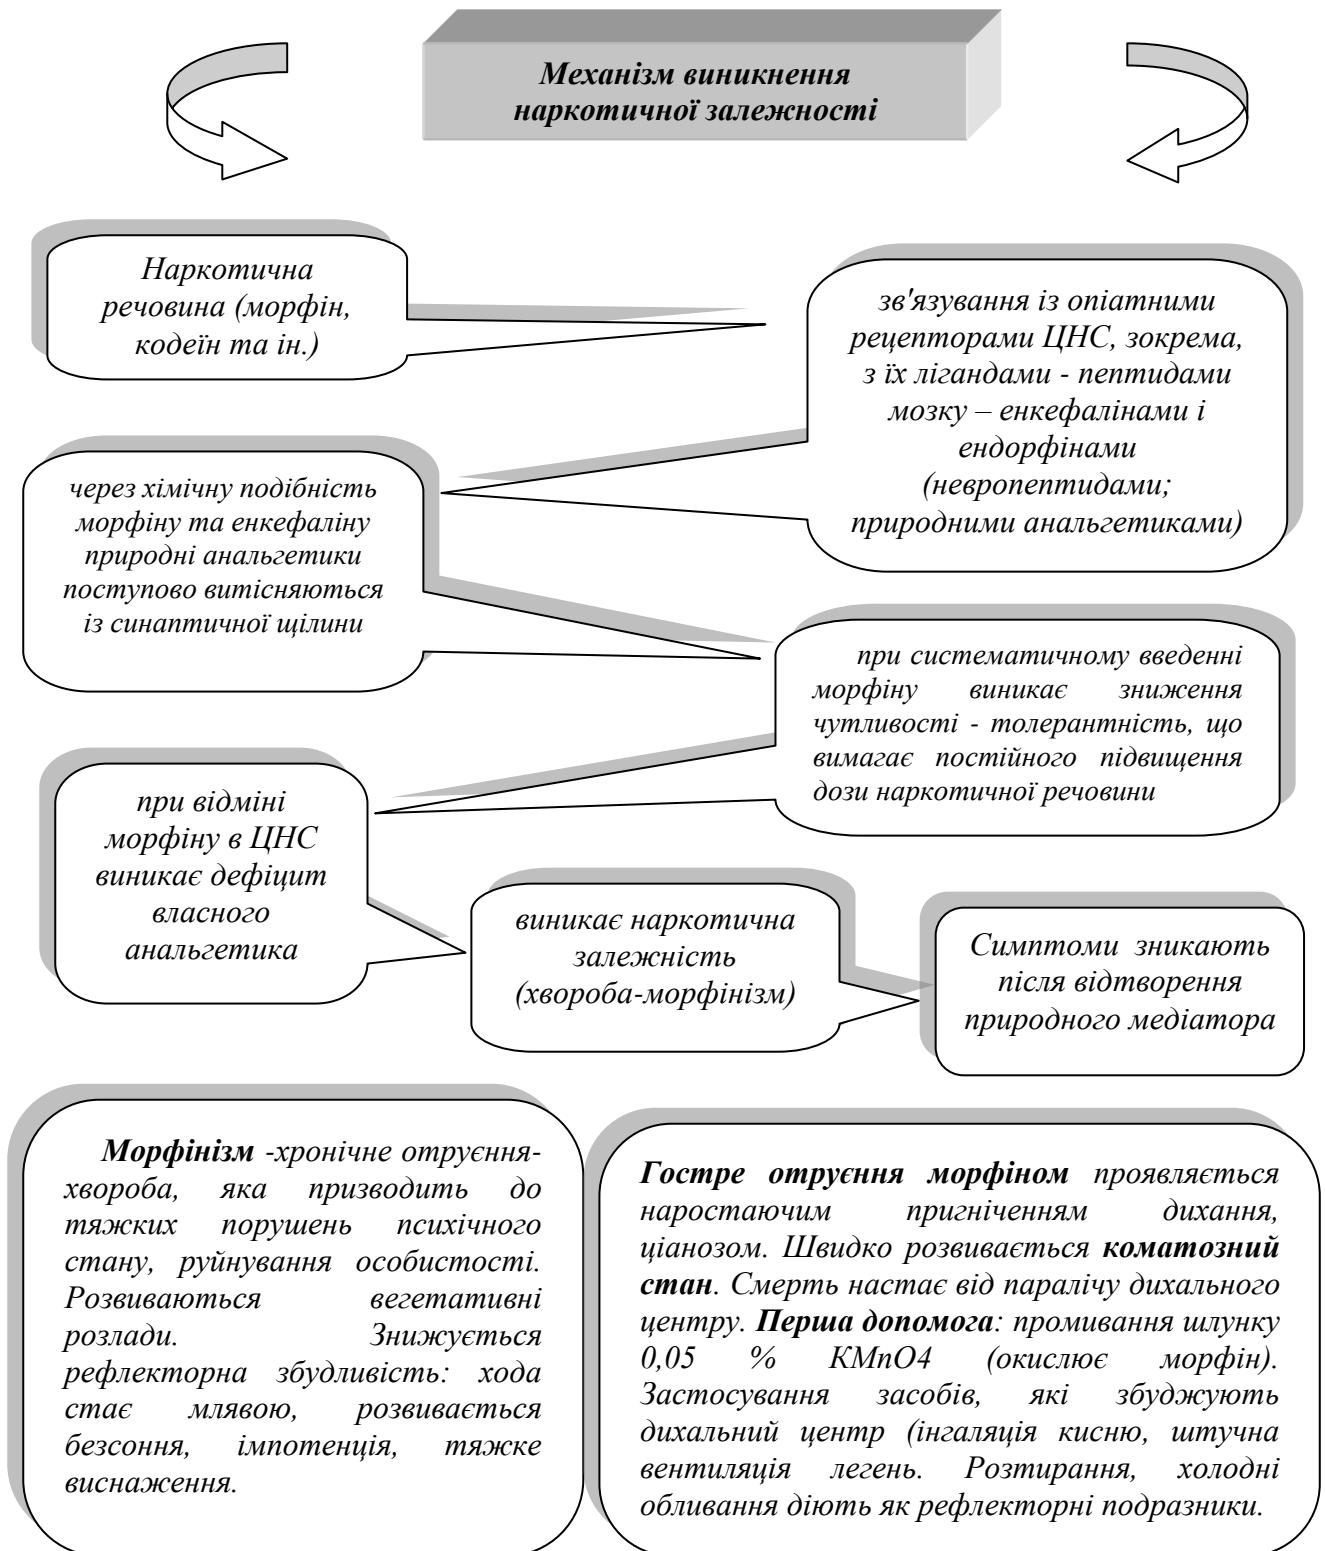 Механізм виникнення
наркотичної залежності
Наркотична
речовина (морфін,
кодеїн та ін.)
зв'язування із опіатними
рецепторами ЦНС, зокрема,
з їх лігандами - пептидами
мозку – енкефалінами і
ендорфінами
(невропептидами;
природними анальгетиками)
через хімічну подібність
морфіну та енкефаліну
природні анальгетики
поступово витісняються
із синаптичної щілини
при систематичному введенні
морфіну виникає зниження
чутливості - толерантність, що
вимагає постійного підвищення
дози наркотичної речовини
при відміні
морфіну в ЦНС
виникає дефіцит
власного
анальгетика
виникає наркотична
залежність
(хвороба-морфінізм)
Симптоми зникають
після відтворення
природного медіатора
Морфінізм -хронічне отруєння-
хвороба, яка призводить до
тяжких порушень психічного
стану, руйнування особистості.
Розвиваються вегетативні
розлади. Знижується
рефлекторна збудливість: хода
стає млявою, розвивається
безсоння, імпотенція, тяжке
виснаження.
Гостре отруєння морфіном проявляється
наростаючим пригніченням дихання,
ціанозом. Швидко розвивається коматозний
стан. Смерть настає від паралічу дихального
центру. Перша допомога: промивання шлунку
0,05 % KMnO4 (окислює морфін).
Застосування засобів, які збуджують
дихальний центр (інгаляція кисню, штучна
вентиляція легень. Розтирання, холодні
обливання діють як рефлекторні подразники.